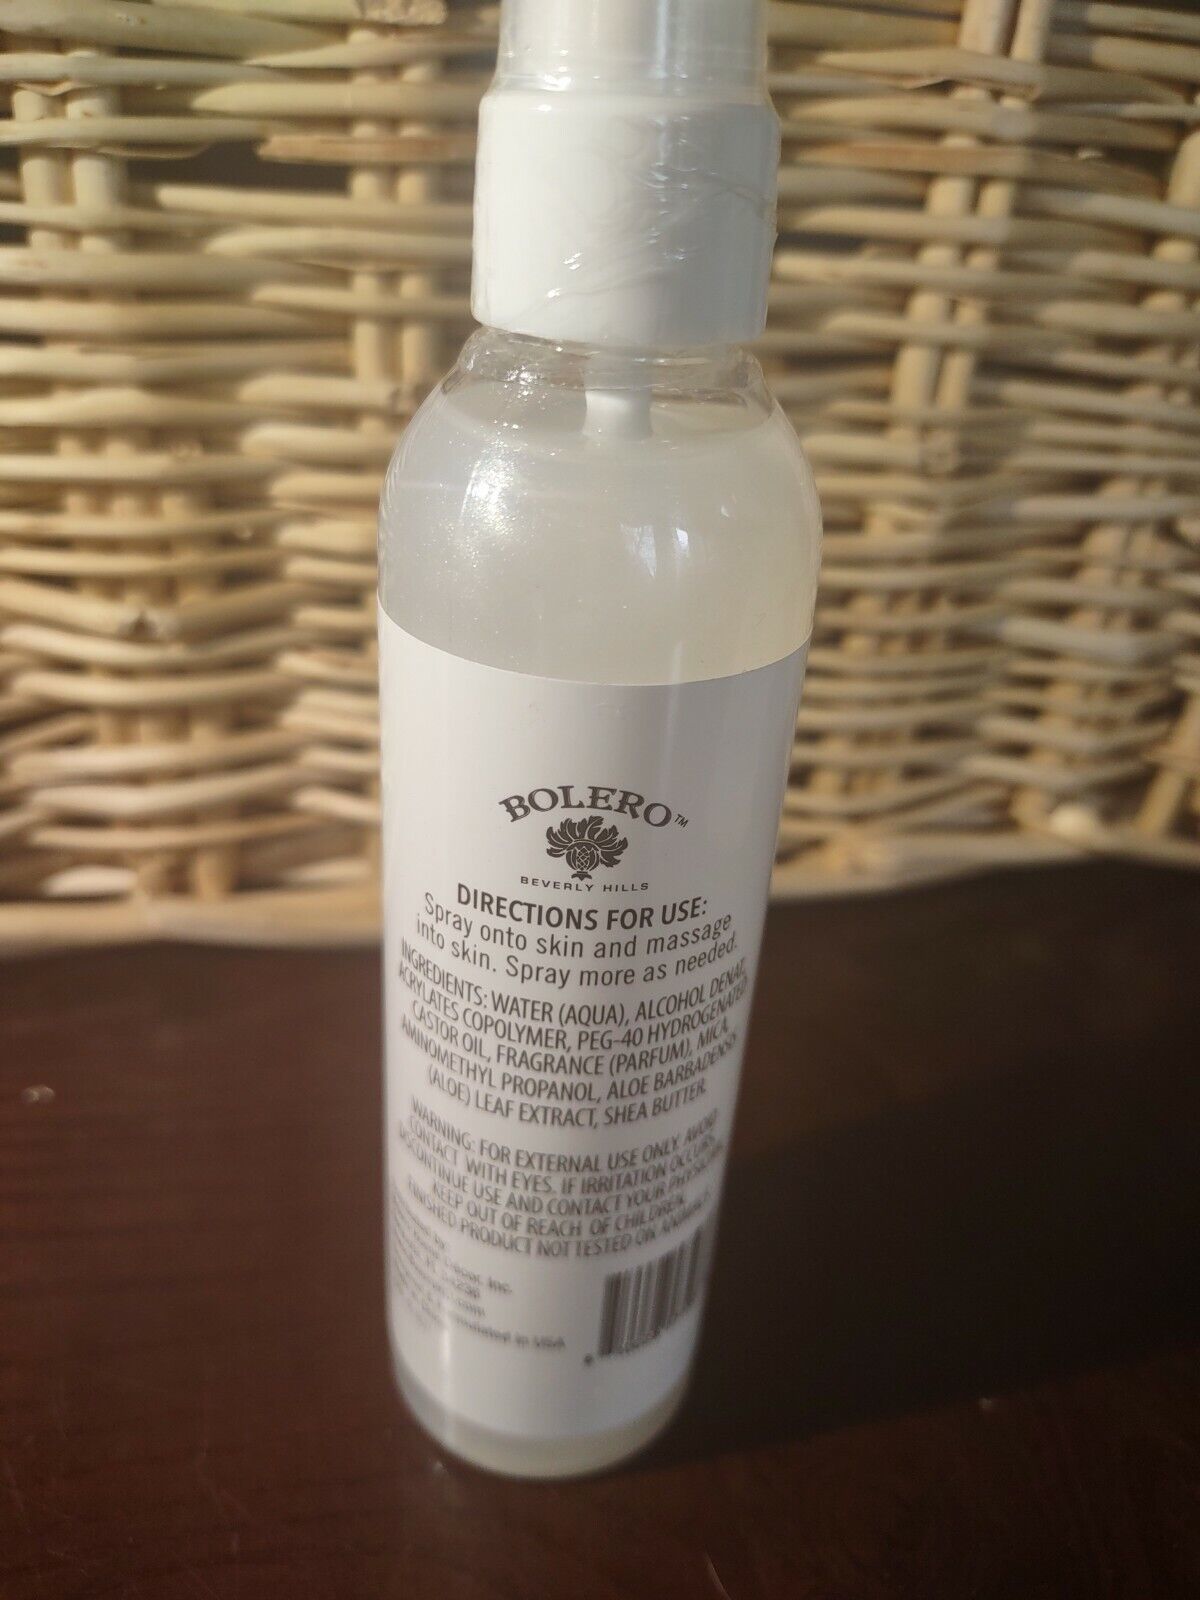 BOLERO™
BEVERLY HILLS
DIRECTIONS FOR USE:
Spray onto skin and massage
into skin. Spray more as needed.
INGREDIENTS: WATER (AQUA), ALCOHOL DENAT,
ACRYLATES COPOLYMER, PEG-40 HYDROGENATED
CASTOR OIL, FRAGRANCE (PARFUM), MICA,
AMINOMETHYL PROPANOL, ALOE BARBADENSIS
(ALOE) LEAF EXTRACT, SHEA BUTTER.
WARNING: FOR EXTERNAL USE ONLY. AVOID
CONTACT WITH EYES. IF IRRITATION OCCURS,
DISCONTINUE USE AND CONTACT YOUR PHYSICIAN.
KEEP OUT OF REACH OF CHILDREN.
FINISHED PRODUCT NOT TESTED ON ANIMALS.
Inc.
in USA